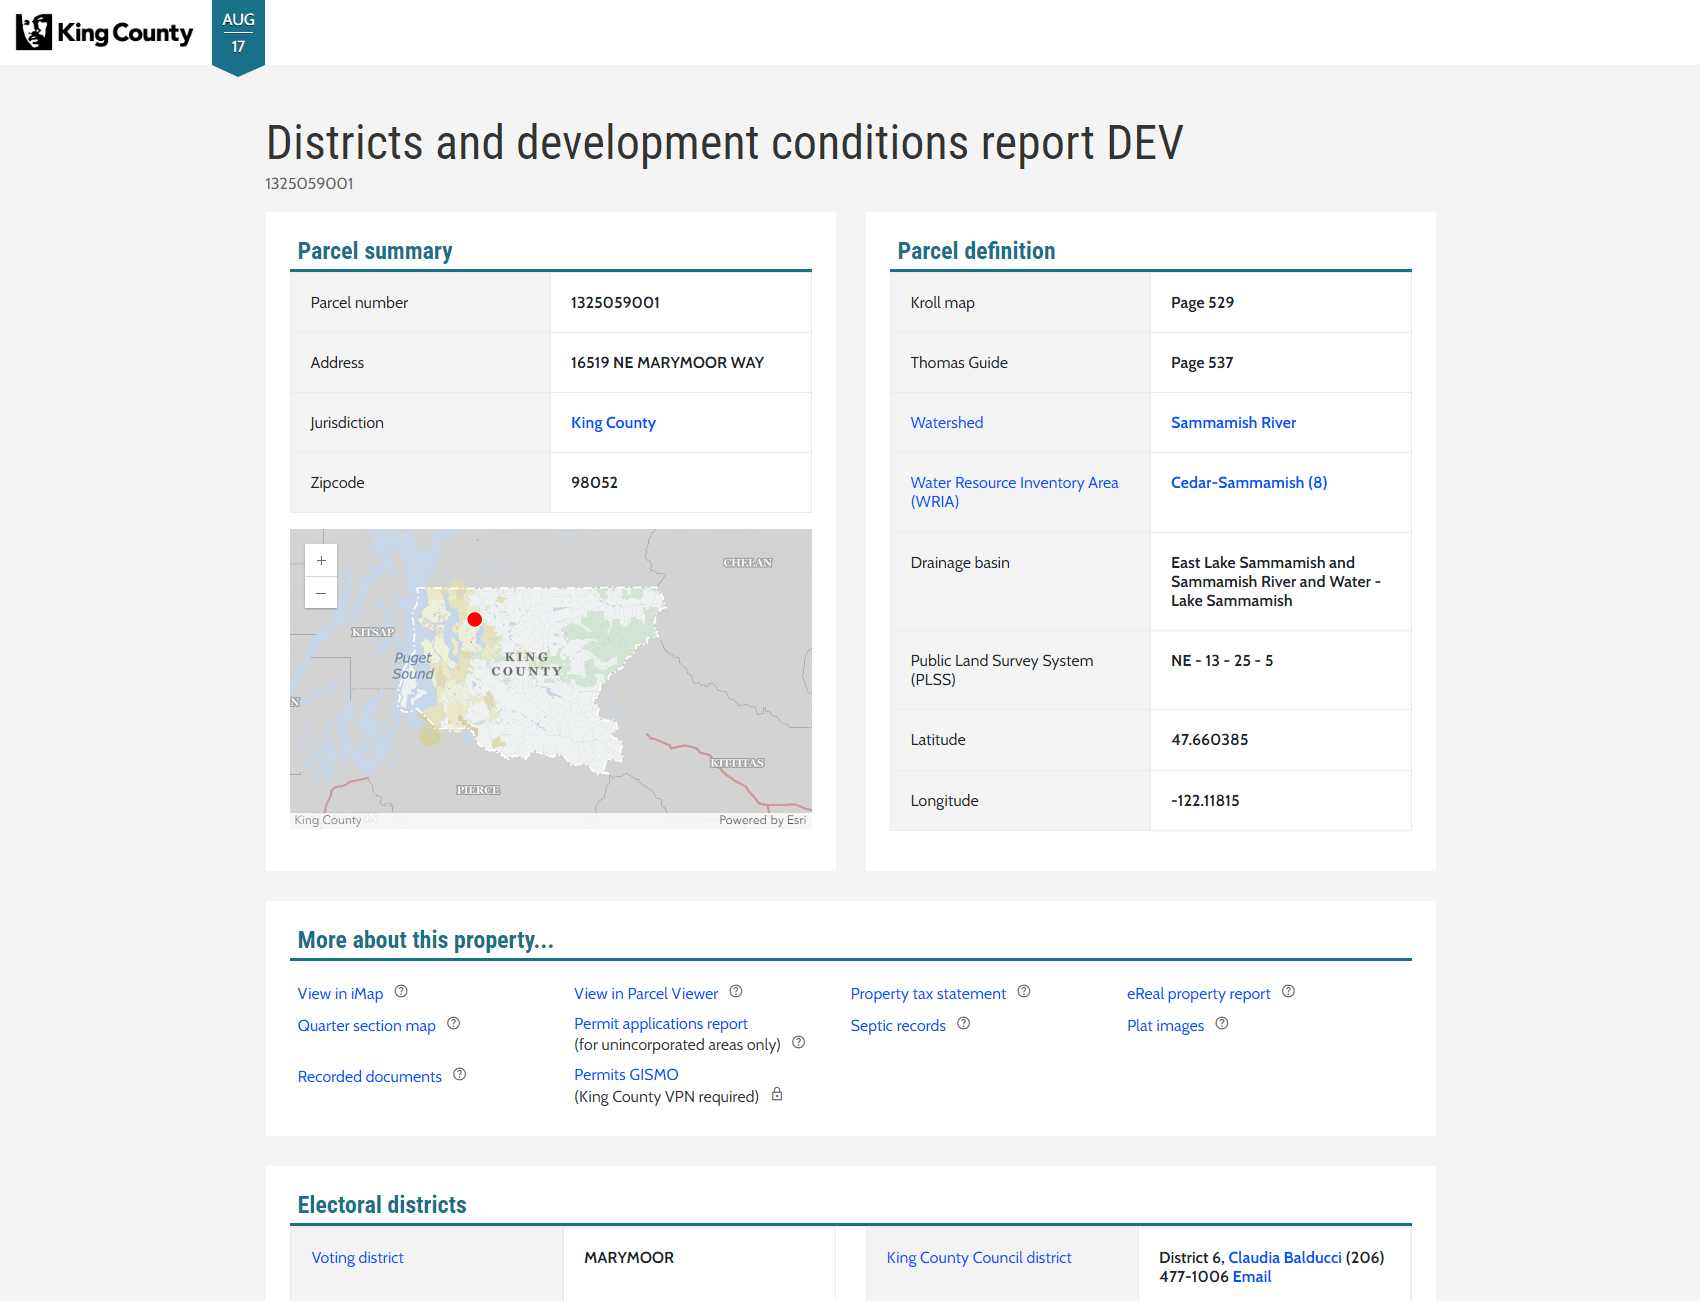 King County
AUG
17
Districts and development conditions report DEV
1325059001
Parcel summary
Parcel number
1325059001
Address
16519 NE MARYMOOR WAY
Jurisdiction
King County
Zipcode
98052
+
−
CHELAN
KITSAP
Puget
Sound
KING
COUNTY
N
KITTITAS
PIERCE
King County
Powered by Esri
Parcel definition
Kroll map
Page 529
Thomas Guide
Page 537
Watershed
Sammamish River
Water Resource Inventory Area
(WRIA)
Cedar-Sammamish (8)
Drainage basin
East Lake Sammamish and
Sammamish River and Water -
Lake Sammamish
Public Land Survey System
(PLSS)
NE - 13 - 25 - 5
Latitude
47.660385
Longitude
-122.11815
More about this property...
View in iMap ?
View in Parcel Viewer ?
Property tax statement ?
eReal property report ?
Quarter section map ?
Permit applications report
(for unincorporated areas only) ?
Septic records ?
Plat images ?
Recorded documents ?
Permits GISMO
(King County VPN required)
Electoral districts
Voting district
MARYMOOR
King County Council district
District 6, Claudia Balducci (206)
477-1006 Email